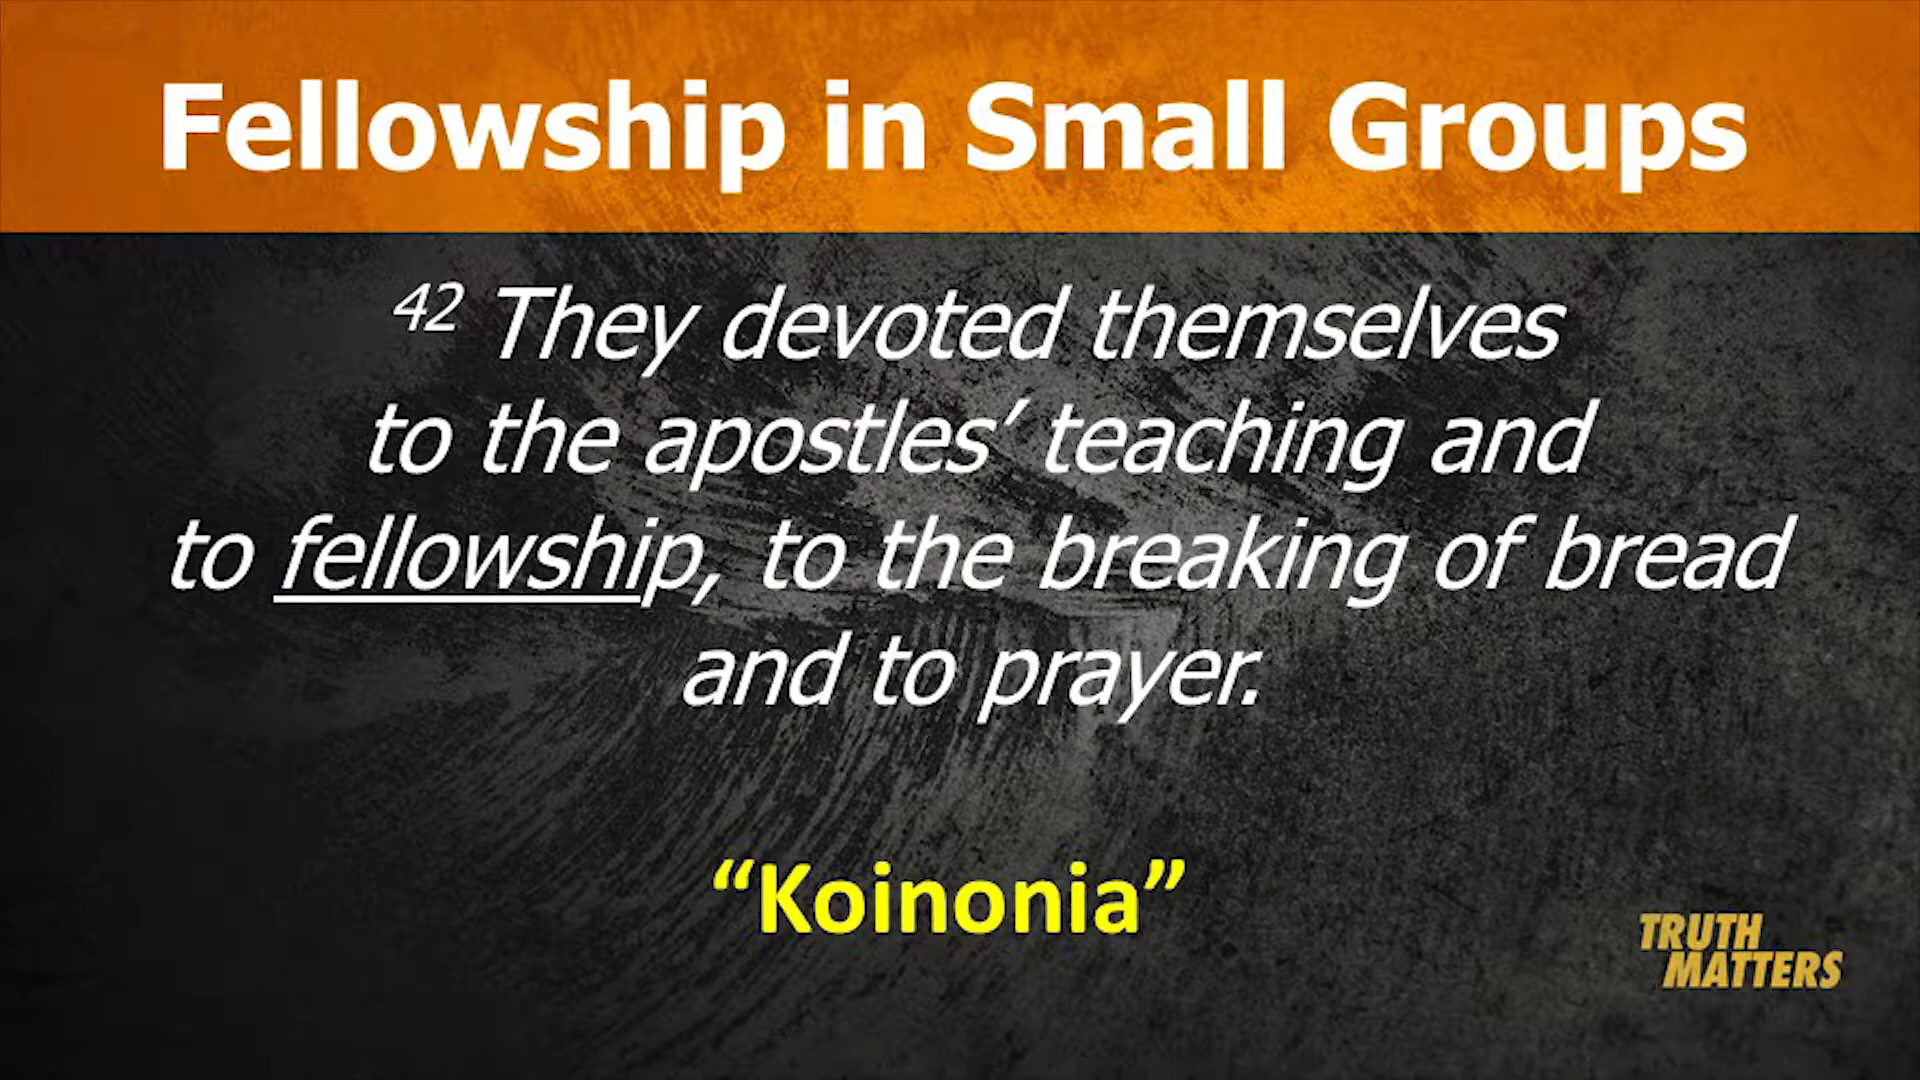 Fellowship in Small Groups
42 They devoted themselves
to the apostles’ teaching and
to fellowship, to the breaking of bread
and to prayer.
“Koinonia”
TRUTH
MATTERS